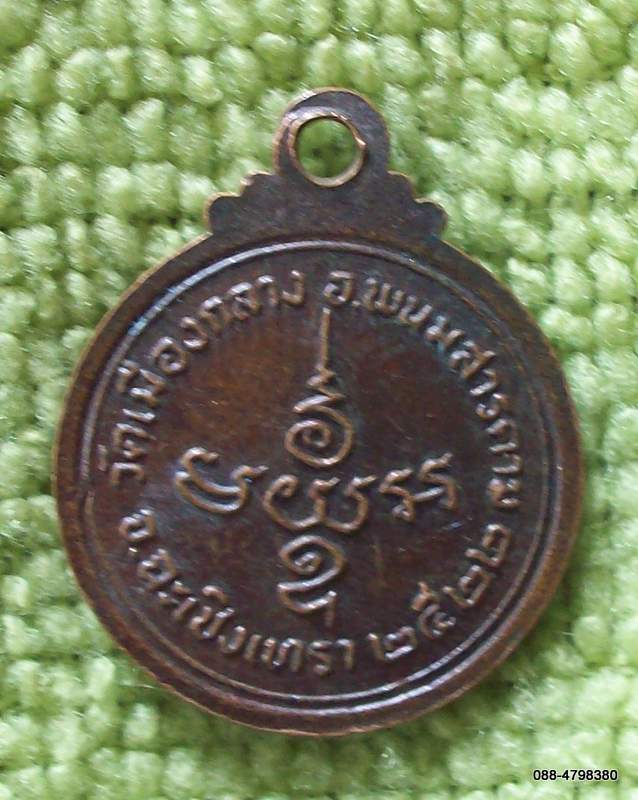 วัดเมืองกลาง อ.พนมสารคาม
จ.ฉะเชิงเทรา ๒๕๒๒
088-4798380